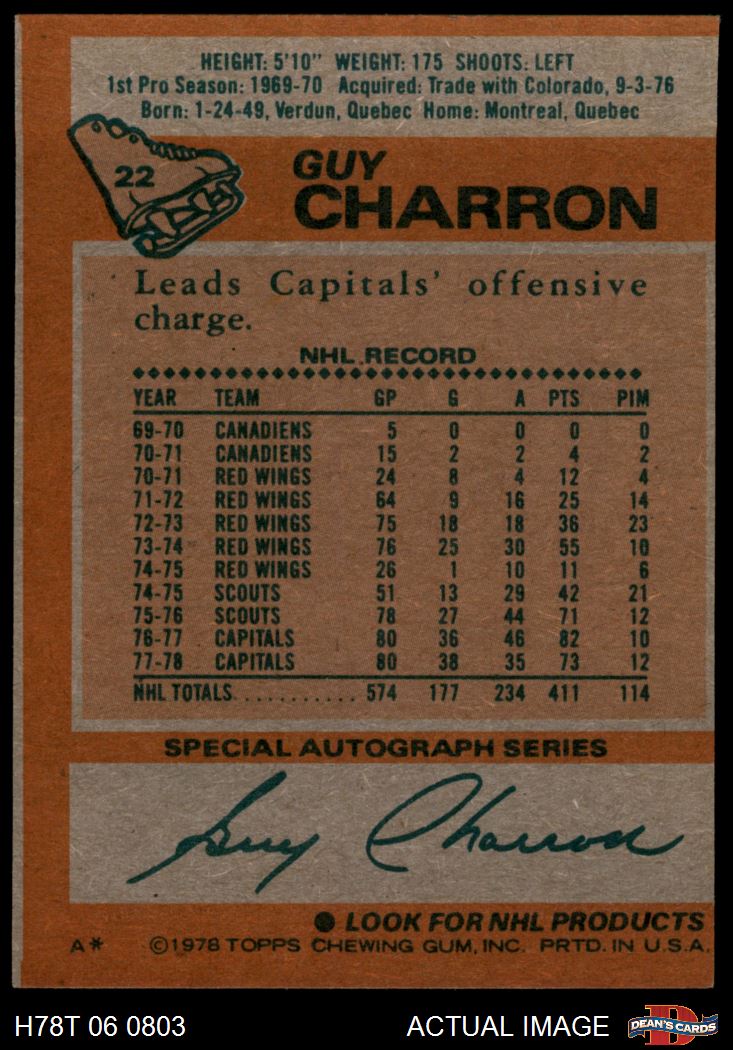 HEIGHT: 5'10" WEIGHT: 175 SHOOTS: LEFT
1st Pro Season: 1969-70 Acquired: Trade with Colorado, 9-3-76
Born: 1-24-49, Verdun, Quebec Home: Montreal, Quebec
22
GUY
CHARRON
Leads Capitals' offensive
charge.
NHL RECORD
YEAR TEAM GP G A PTS PIM
69-70 CANADIENS 5 0 0 0 0
70-71 CANADIENS 15 2 2 4 2
70-71 RED WINGS 24 8 4 12 4
71-72 RED WINGS 64 9 16 25 14
72-73 RED WINGS 75 18 18 36 23
73-74 RED WINGS 76 25 30 55 10
74-75 RED WINGS 26 1 10 11 6
74-75 SCOUTS 51 13 29 42 21
75-76 SCOUTS 78 27 44 71 12
76-77 CAPITALS 80 36 46 82 10
77-78 CAPITALS 80 38 35 73 12
NHL TOTALS........... 574 177 234 411 114
SPECIAL AUTOGRAPH SERIES
Guy Charron
● LOOK FOR NHL PRODUCTS
A* ©1978 TOPPS CHEWING GUM, INC. PRTD. IN U.S.A.
H78T 06 0803 ACTUAL IMAGE D DEAN'S CARDS